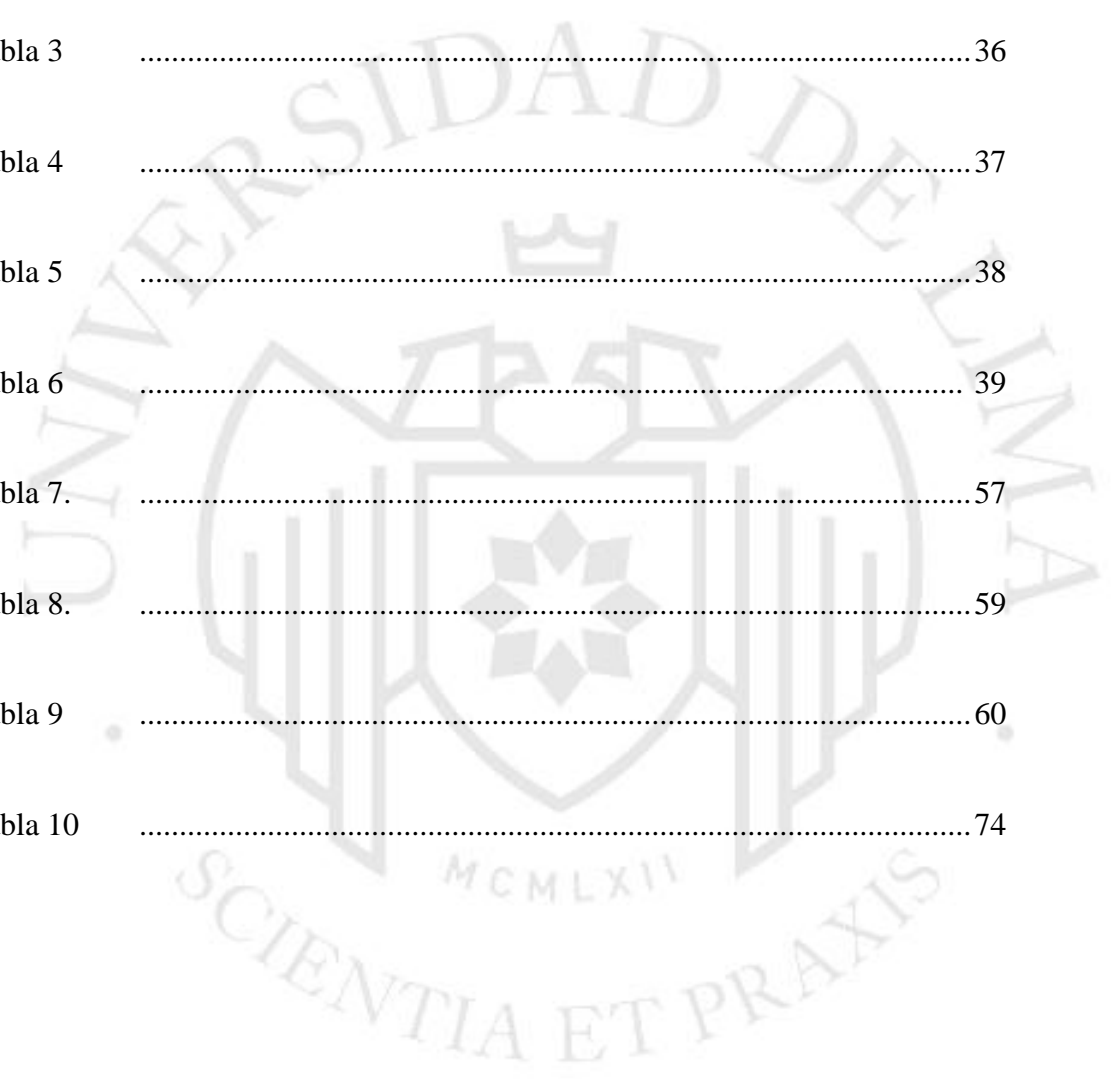 bla 3 ........................................................................................................ 36
bla 4 ........................................................................................................ 37
bla 5 ........................................................................................................ 38
bla 6 ....................................................................................................... 39
bla 7. ........................................................................................................ 57
bla 8. ........................................................................................................ 59
bla 9 ........................................................................................................ 60
bla 10 ........................................................................................................ 74
UNIVERSIDAD DE LIMA
MCMLXII
SCIENTIA ET PRAXIS